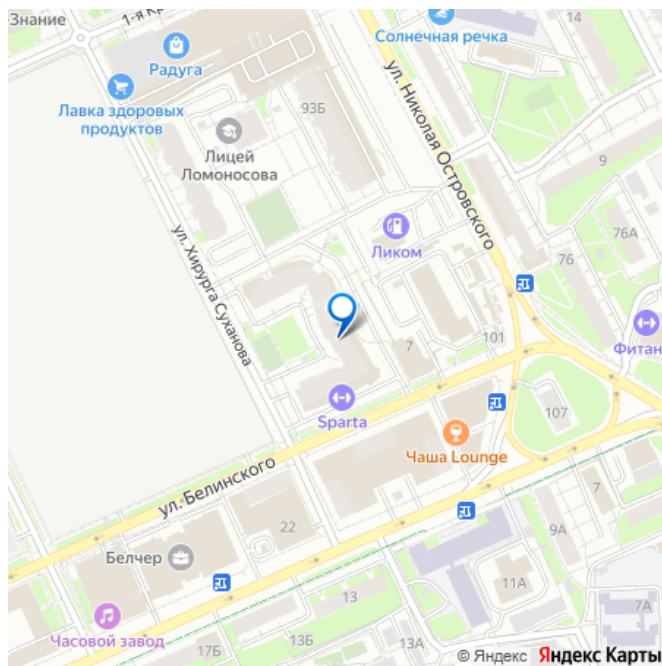 -Знание
1-я К
14
Солнечная речка
Радуга
Лавка здоровых
продуктов
93Б
Лицей
Ломоносова
ул. Николая Островского
9
76А
Ликом
76
ул. Хирурга Суханова
101
Фитан
7
Sparta
107
Чаша Lounge
ул. Белинского
22
7
9А
Белчер
11А
13
7А
Часовой завод
17Б
13Б
13А
© Яндекс Яндекс Карты